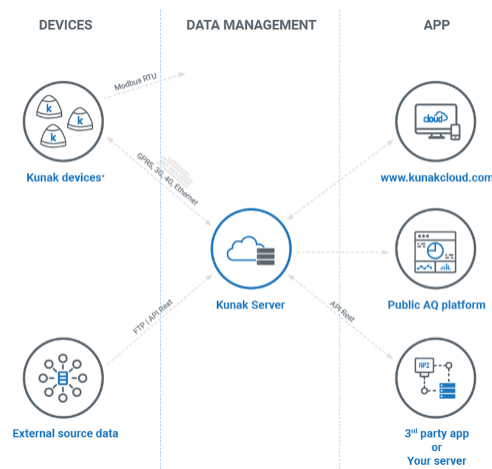 DEVICES
DATA MANAGEMENT
APP
Modbus RTU
k
k
k
Kunak devices*
GPRS, 3G, 4G, Ethernet
cloud
www.kunakcloud.com
Kunak Server
Public AQ platform
FTP | API Rest
API Rest
External source data
API
3rd party app
or
Your server